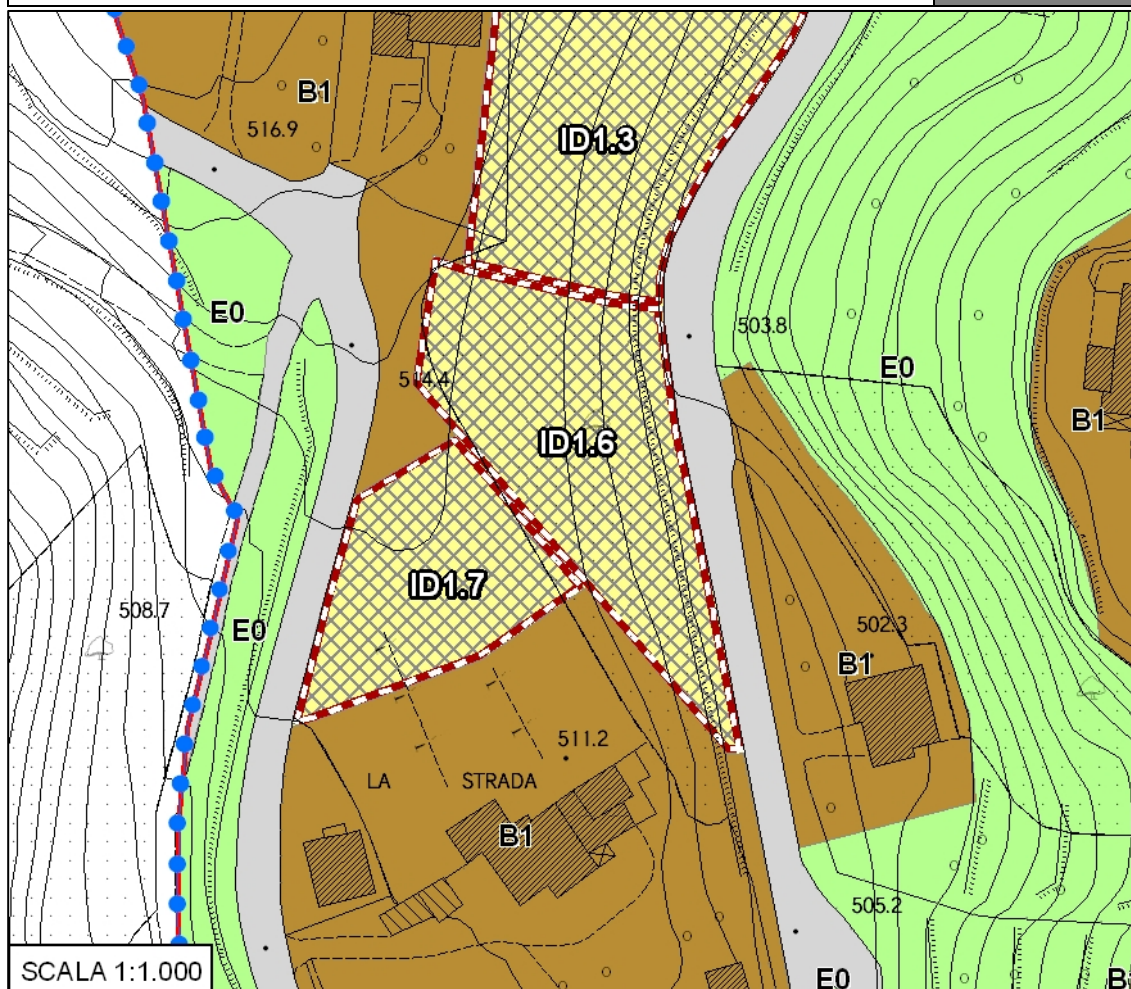 B1
516.9
ID1.3
E0
503.8
E0
514.4
B1
ID1.6
ID1.7
508.7
E0
502.3
B1
511.2
LA STRADA
B1
505.2
SCALA 1:1.000
E0